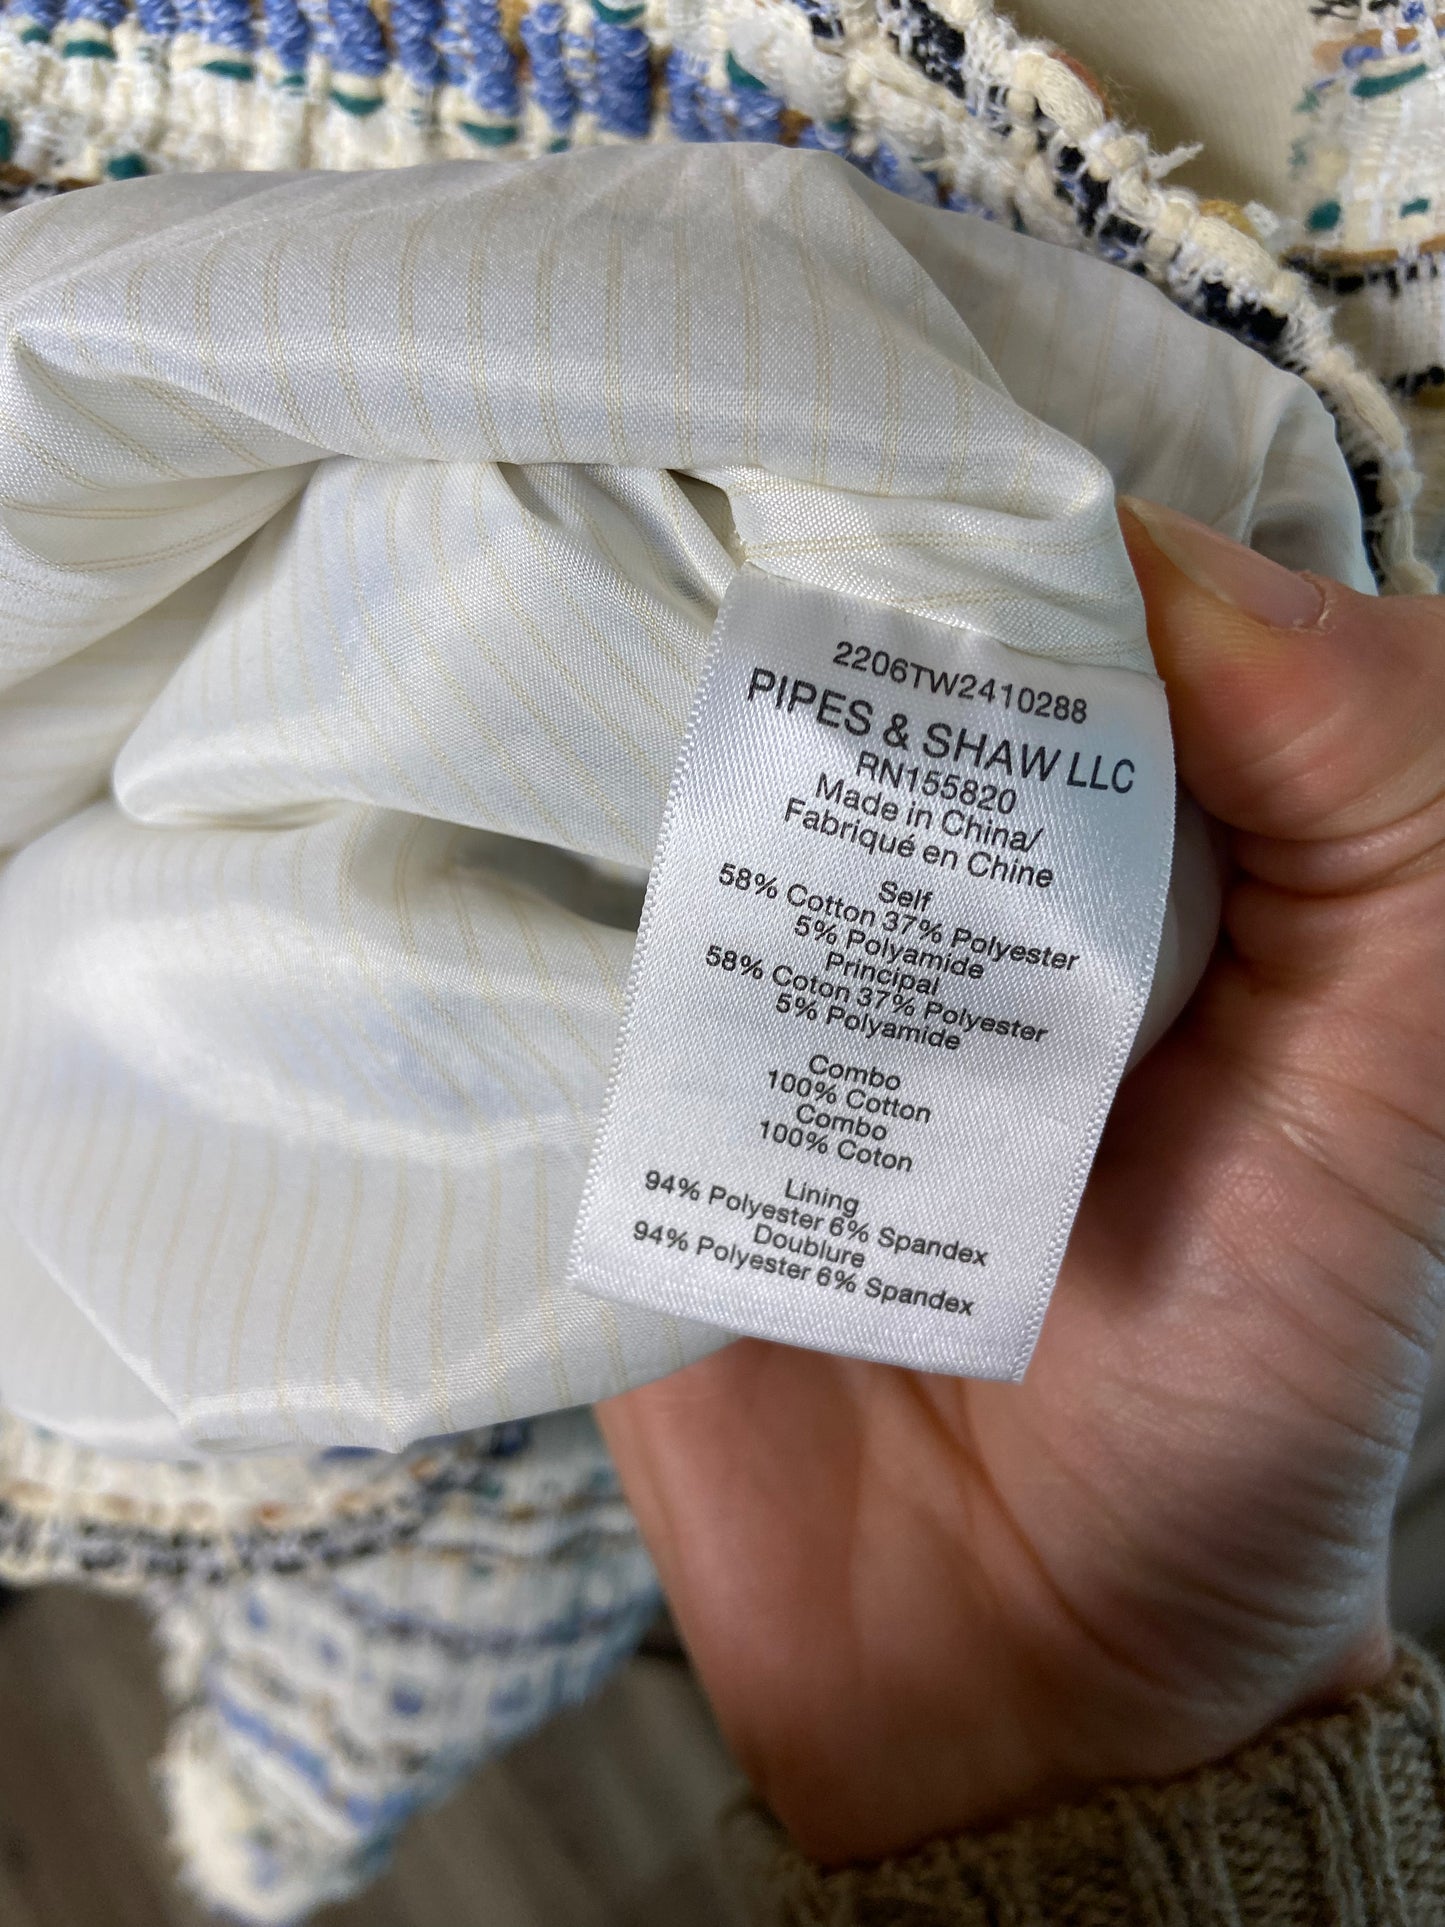 2206TW2410288
PIPES & SHAW LLC
RN155820
Made in China/
Fabriqué en Chine
Self
58% Cotton 37% Polyester
5% Polyamide
Principal
58% Coton 37% Polyester
5% Polyamide
Combo
100% Cotton
Combo
100% Coton
Lining
94% Polyester 6% Spandex
Doublure
94% Polyester 6% Spandex